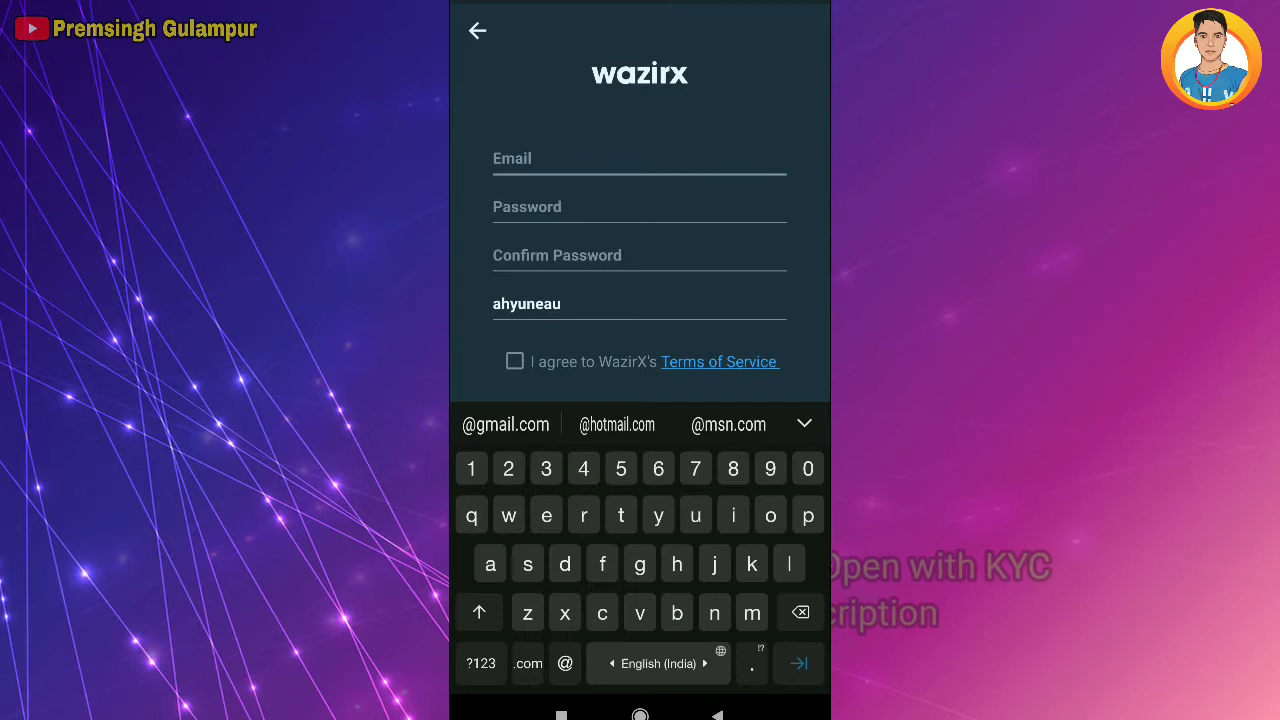 Premsingh Gulampur
wazirx
Email
Password
Confirm Password
ahyuneau
I agree to WazirX's Terms of Service
@gmail.com @hotmail.com @msn.com
1 2 3 4 5 6 7 8 9 0
q w e r t y u i o p
a s d f g h j k l
Open with KYC
z x c v b n m
cription
?123 .com @ English (India) . !?